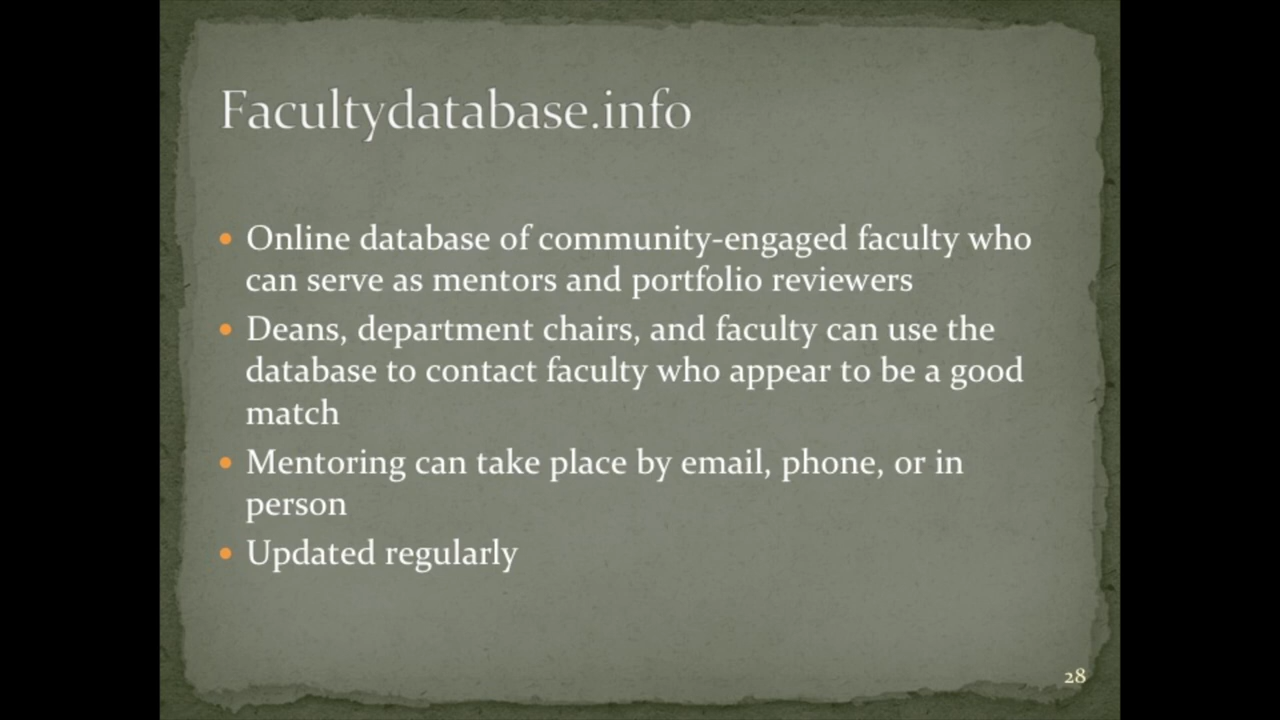 Facultydatabase.info
• Online database of community-engaged faculty who
can serve as mentors and portfolio reviewers
• Deans, department chairs, and faculty can use the
database to contact faculty who appear to be a good
match
• Mentoring can take place by email, phone, or in
person
• Updated regularly
28